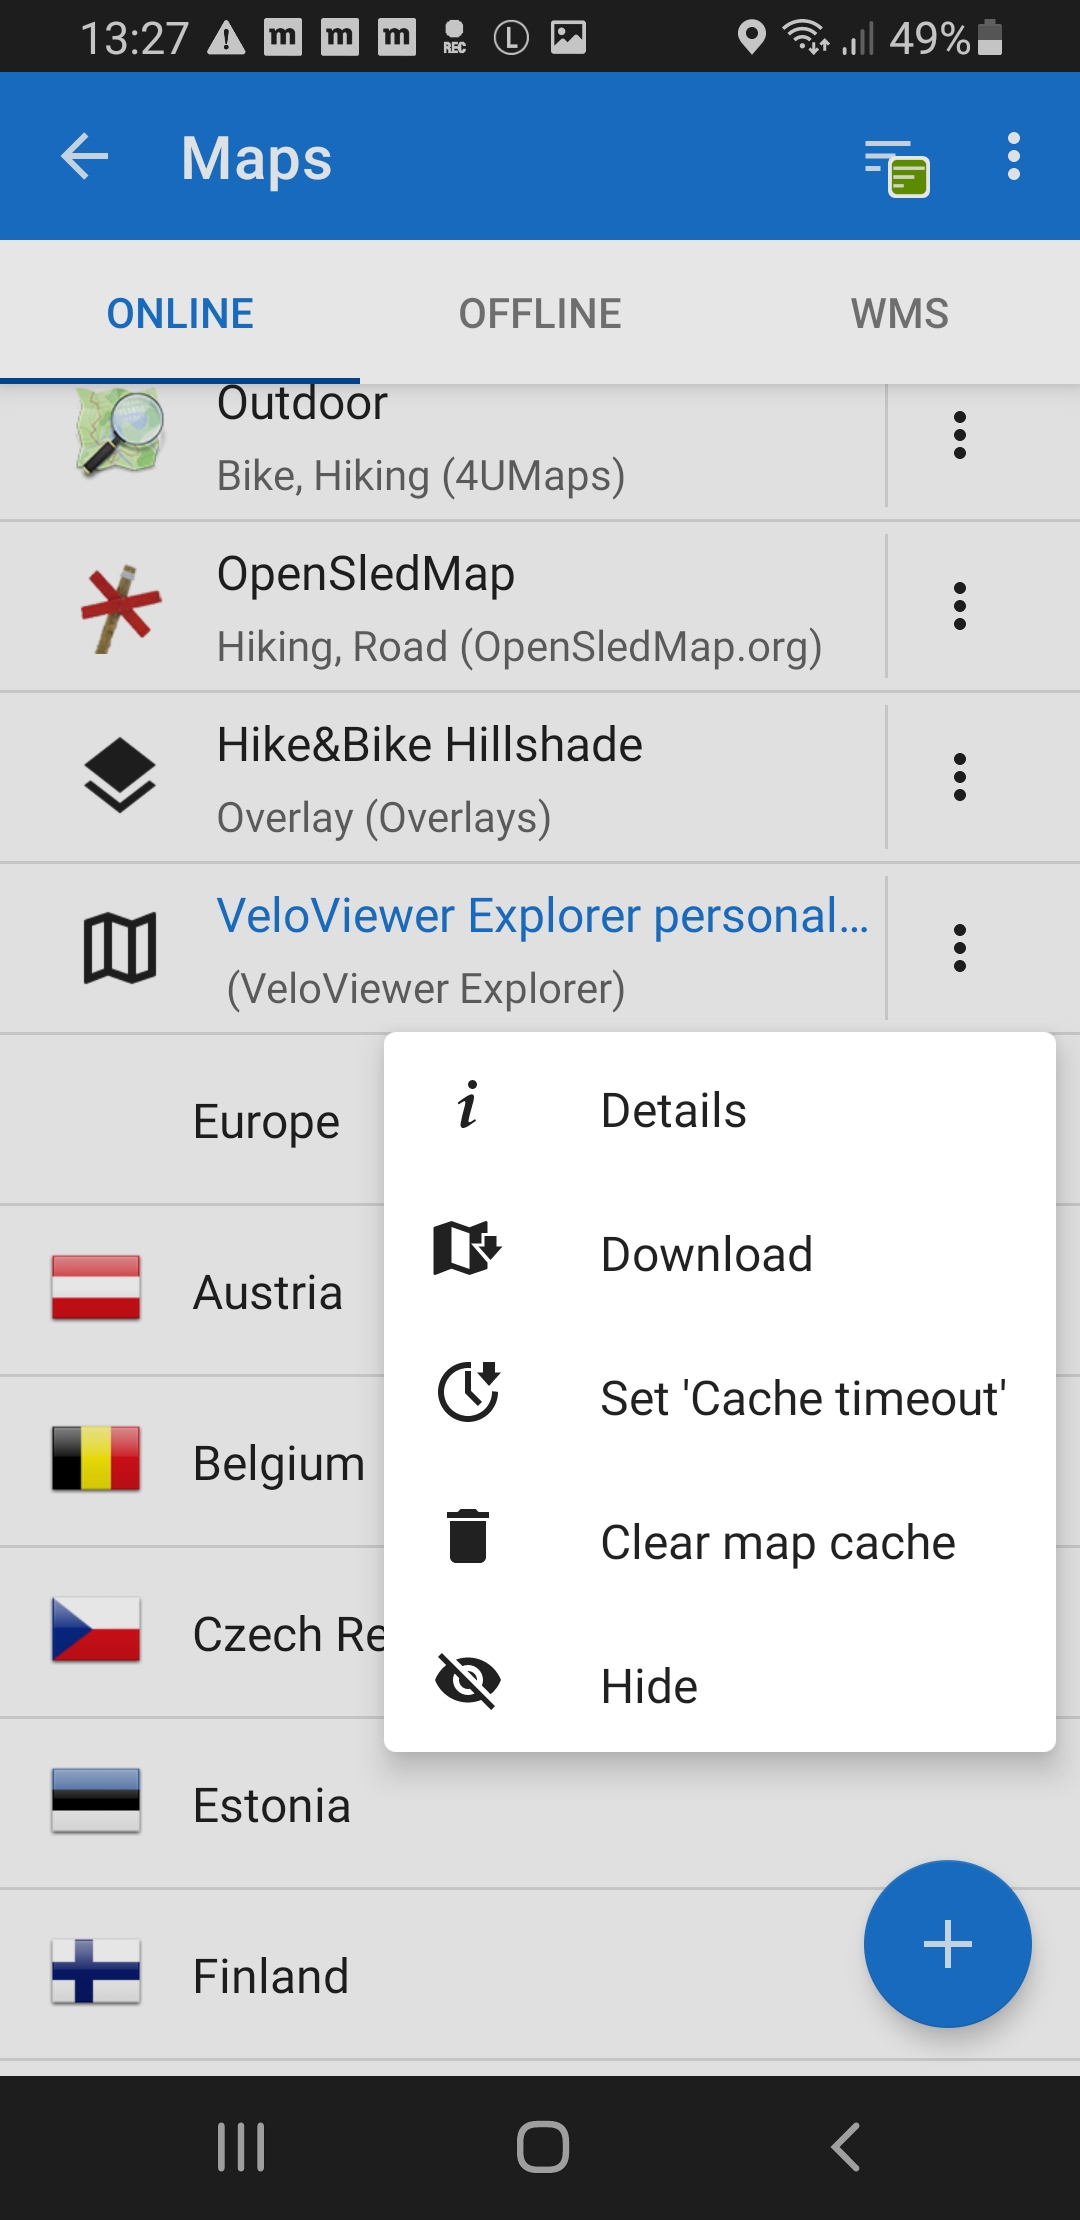 13:27 m m m REC L 49%
Maps
ONLINE OFFLINE WMS
Outdoor
Bike, Hiking (4UMaps)
OpenSledMap
Hiking, Road (OpenSledMap.org)
Hike&Bike Hillshade
Overlay (Overlays)
VeloViewer Explorer personal...
(VeloViewer Explorer)
Europe
Austria
Belgium
Czech Re
Estonia
Finland
Details
Download
Set 'Cache timeout'
Clear map cache
Hide